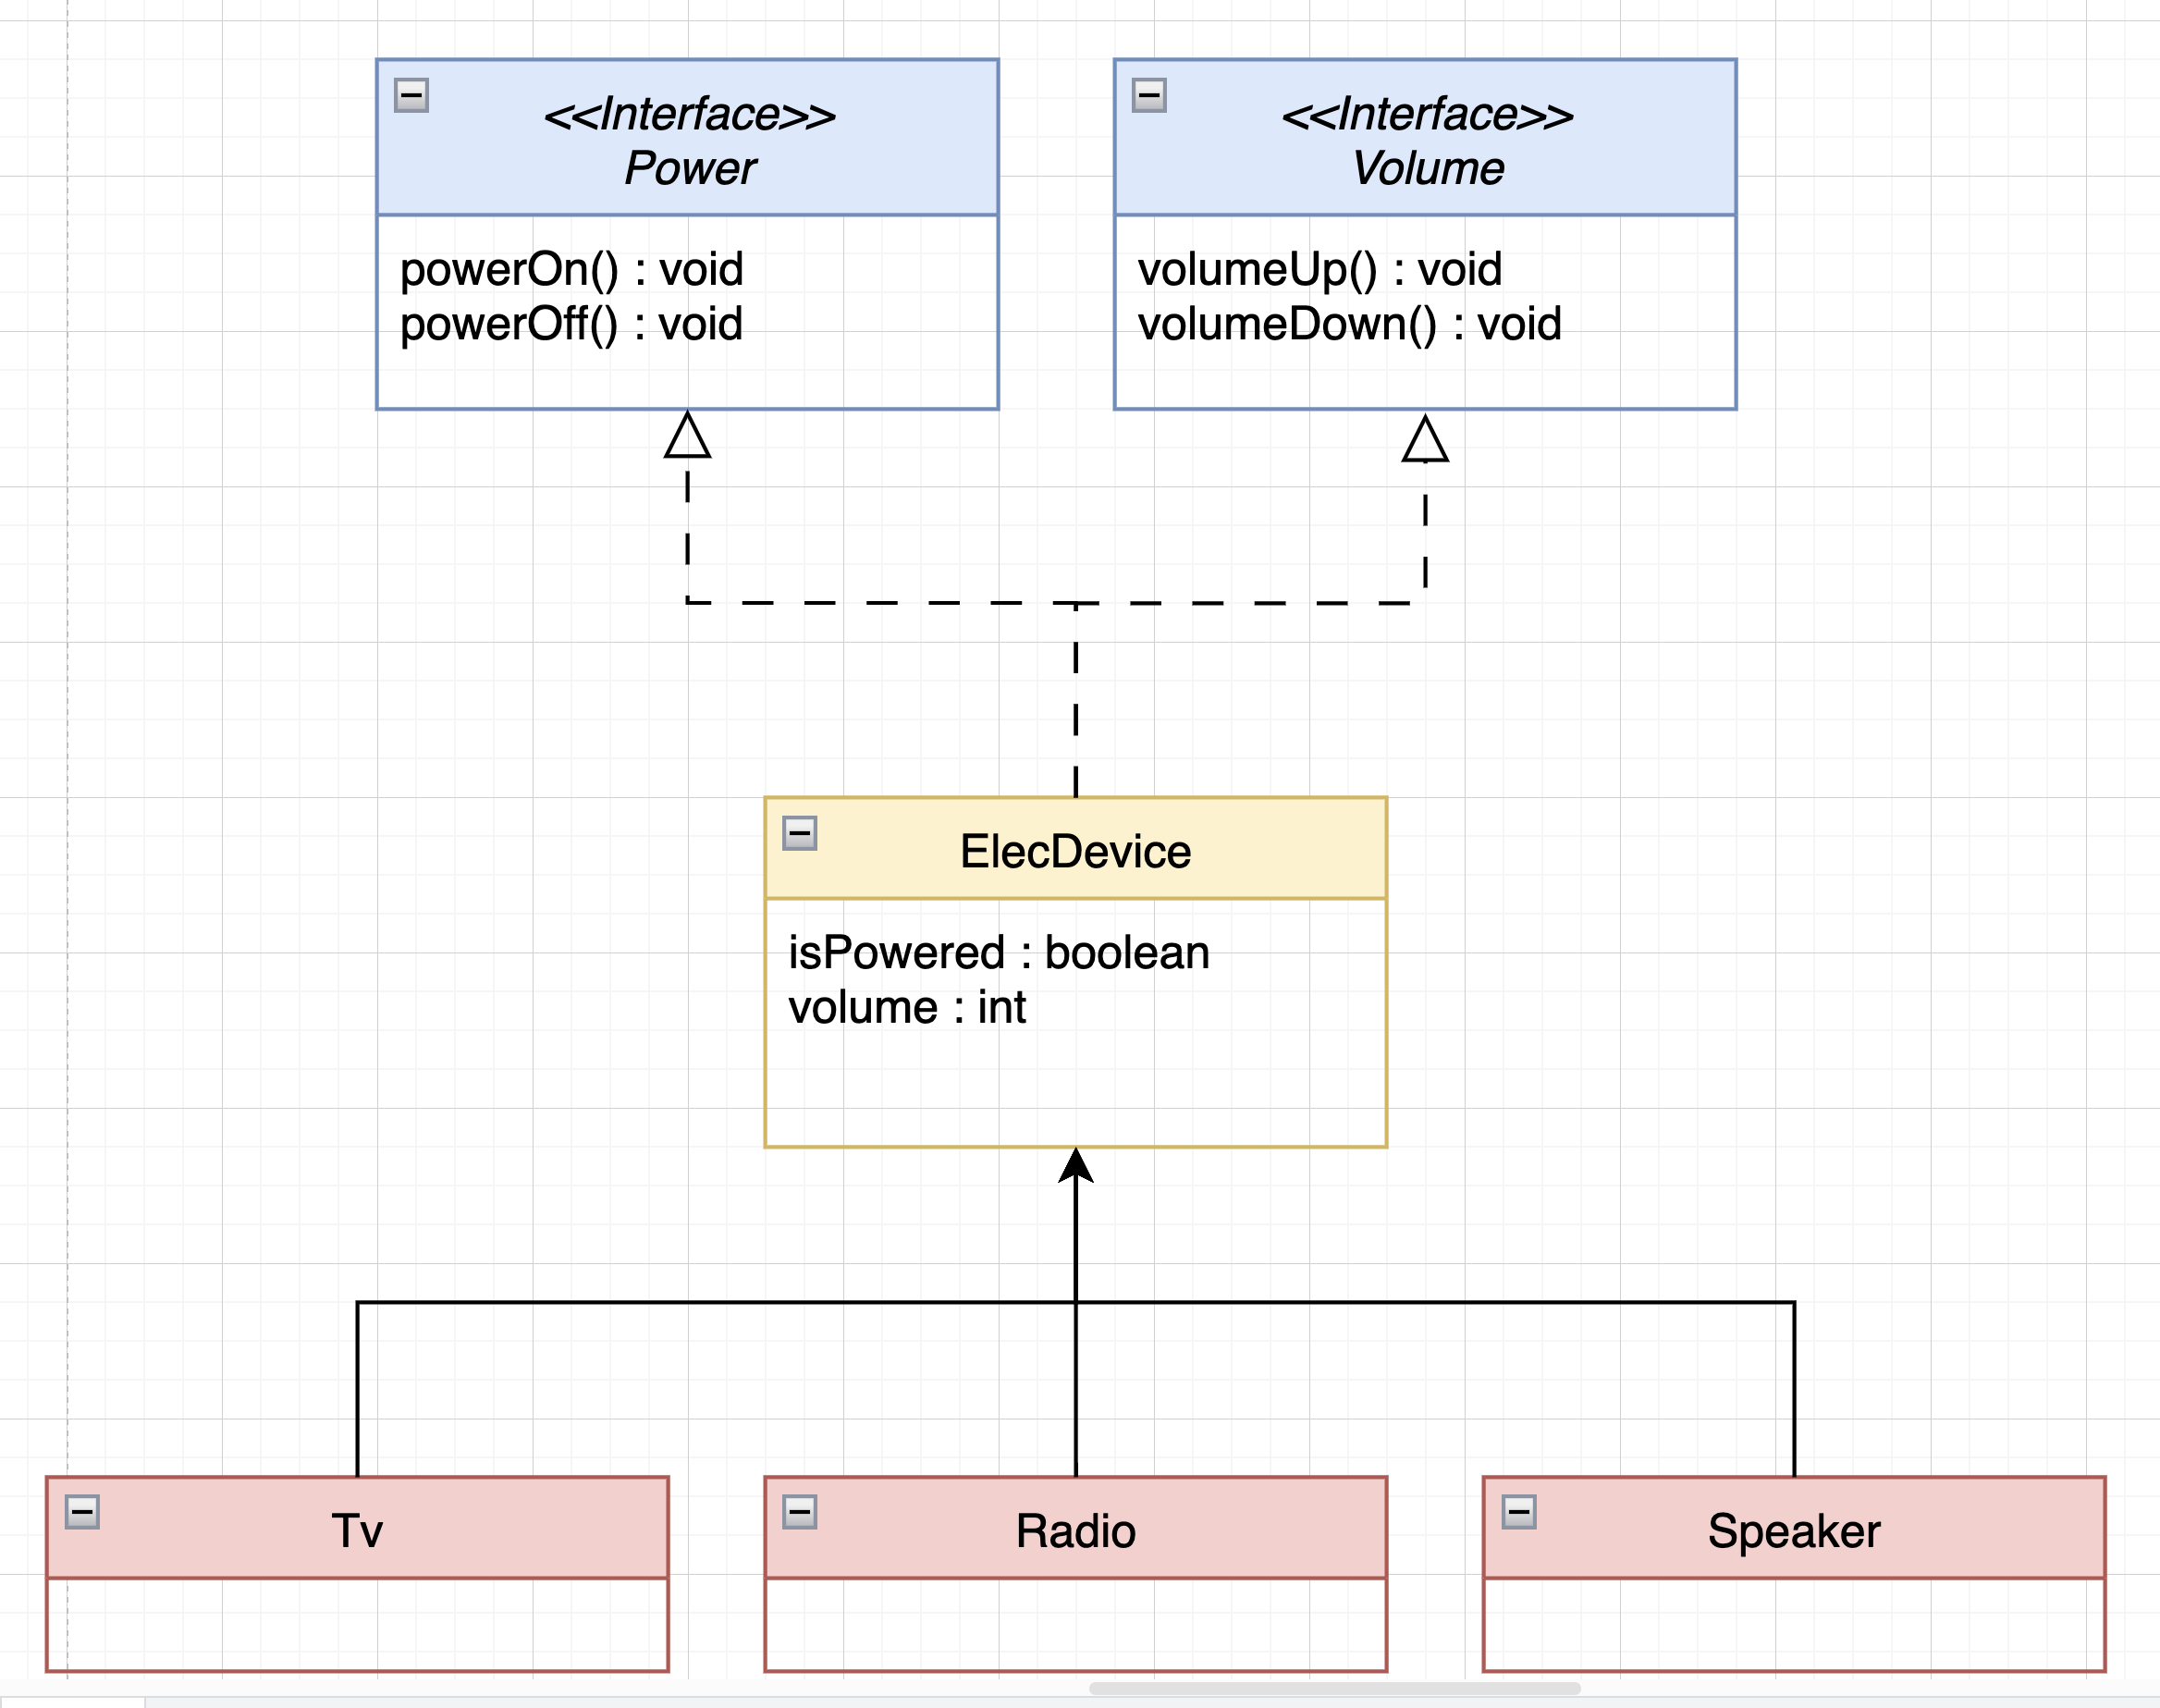 <<Interface>>
Power
powerOn() : void
powerOff() : void
<<Interface>>
Volume
volumeUp() : void
volumeDown() : void
ElecDevice
isPowered : boolean
volume : int
Tv
Radio
Speaker